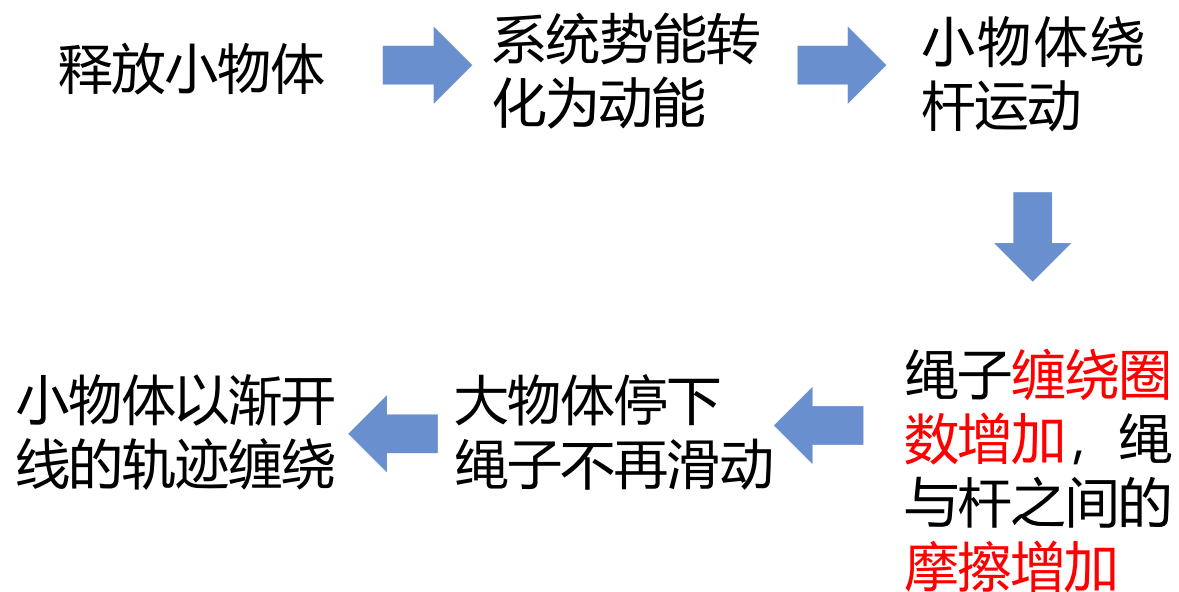 释放小物体
系统势能转
化为动能
小物体绕
杆运动
绳子缠绕圈
数增加，绳
与杆之间的
摩擦增加
大物体停下
绳子不再滑动
小物体以渐开
线的轨迹缠绕